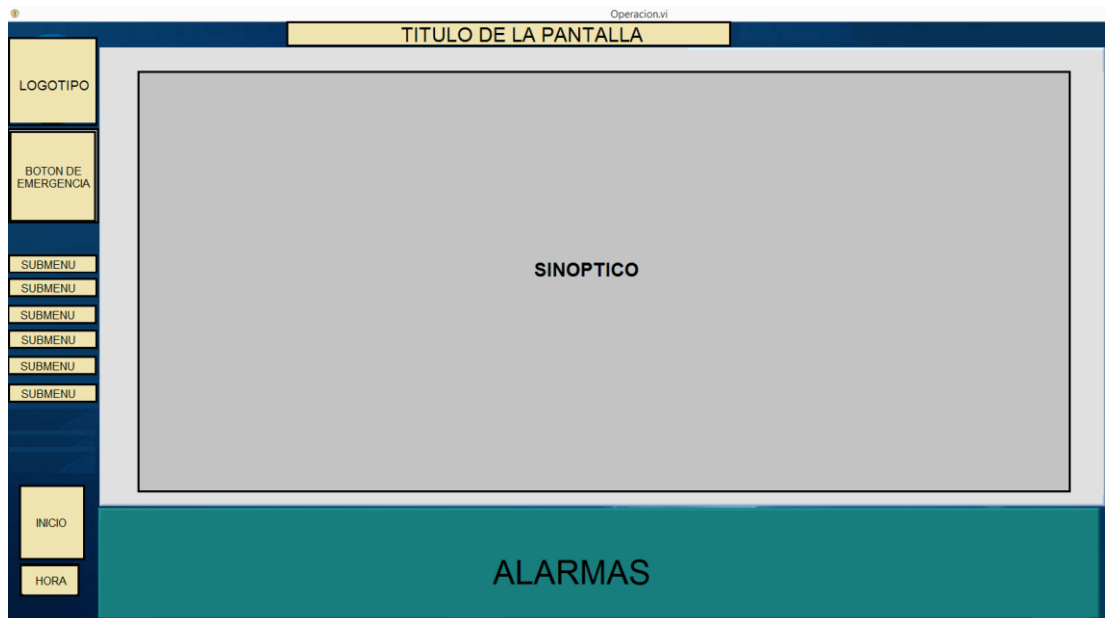 Operacion.vi
TITULO DE LA PANTALLA
LOGOTIPO
BOTON DE
EMERGENCIA
SUBMENU
SUBMENU
SUBMENU
SUBMENU
SUBMENU
SUBMENU
SINOPTICO
INICIO
HORA
ALARMAS